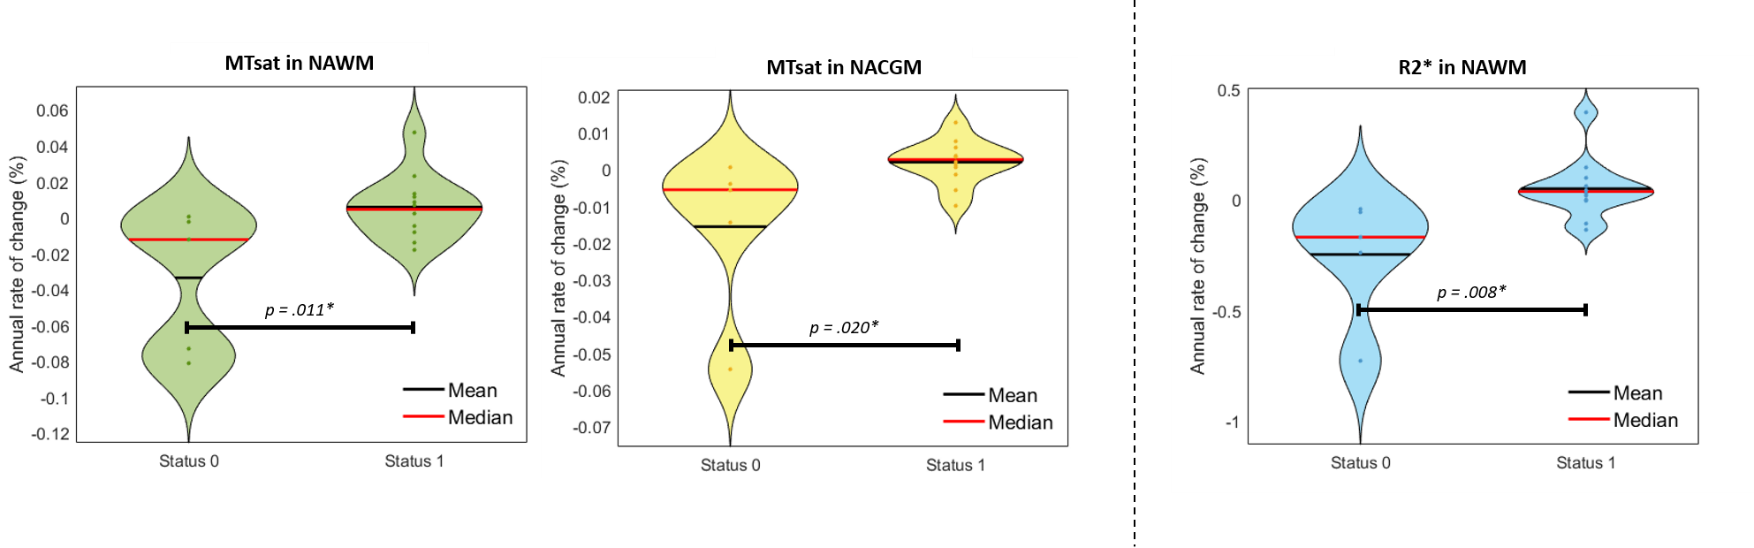 MTsat in NAWM
Annual rate of change (%)
0.06
0.04
0.02
0
-0.02
-0.04
-0.06
-0.08
-0.1
-0.12
p = .011*
Mean
Median
Status 0
Status 1
MTsat in NACGM
Annual rate of change (%)
0.02
0.01
0
-0.01
-0.02
-0.03
-0.04
-0.05
-0.06
-0.07
p = .020*
Mean
Median
Status 0
Status 1
R2* in NAWM
Annual rate of change (%)
0.5
0
-0.5
-1
p = .008*
Mean
Median
Status 0
Status 1